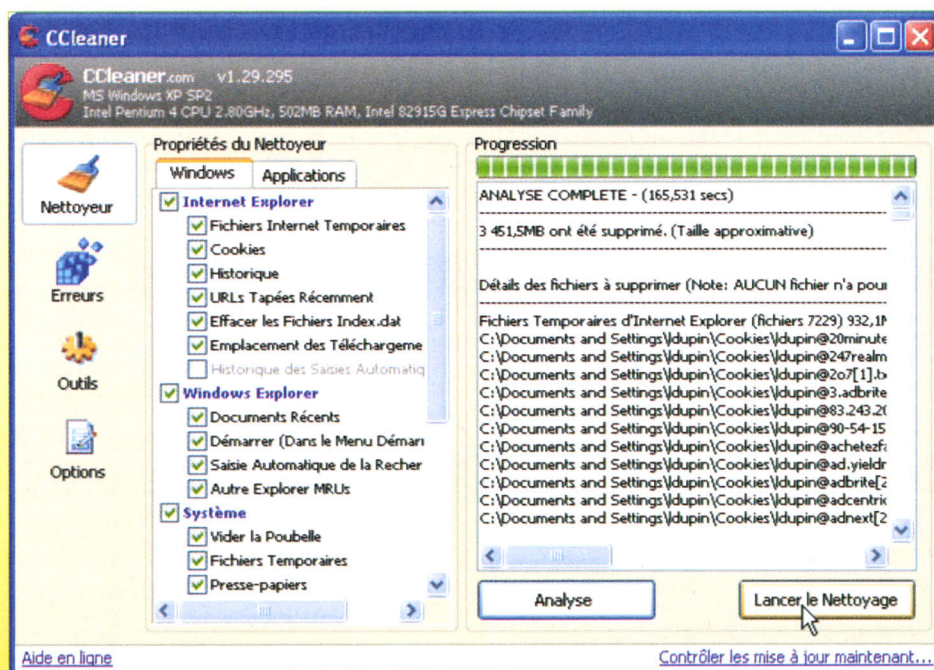 CCleaner
CCleaner.com v1.29.295
MS Windows XP SP2
Intel Pentium 4 CPU 2.80GHz, 502MB RAM, Intel 82915G Express Chipset Family
Nettoyeur
Erreurs
Outils
Options
Propriétés du Nettoyeur
Windows
Applications
Internet Explorer
Fichiers Internet Temporaires
Cookies
Historique
URLs Tapées Récemment
Effacer les Fichiers Index.dat
Emplacement des Téléchargeme
Historique des Saisies Automatiq
Windows Explorer
Documents Récents
Démarrer (Dans le Menu Démarr
Saisie Automatique de la Recher
Autre Explorer MRUs
Système
Vider la Poubelle
Fichiers Temporaires
Presse-papiers
Progression
ANALYSE COMPLETE - (165,531 secs)
3 451,5MB ont été supprimé. (Taille approximative)
Détails des fichiers à supprimer (Note: AUCUN fichier n'a pour
Fichiers Temporaires d'Internet Explorer (fichiers 7229) 932,1M
C:\Documents and Settings\ldupin\Cookies\ldupin@20minute
C:\Documents and Settings\ldupin\Cookies\ldupin@247realm
C:\Documents and Settings\ldupin\Cookies\ldupin@2o7[1].tx
C:\Documents and Settings\ldupin\Cookies\ldupin@3.adbrite
C:\Documents and Settings\ldupin\Cookies\ldupin@83.243.20
C:\Documents and Settings\ldupin\Cookies\ldupin@90-54-15
C:\Documents and Settings\ldupin\Cookies\ldupin@achetezfa
C:\Documents and Settings\ldupin\Cookies\ldupin@ad.yieldm
C:\Documents and Settings\ldupin\Cookies\ldupin@adbrite[2
C:\Documents and Settings\ldupin\Cookies\ldupin@adcentric
C:\Documents and Settings\ldupin\Cookies\ldupin@adnext[2
Analyse
Lancer le Nettoyage
Aide en ligne
Contrôler les mise à jour maintenant...